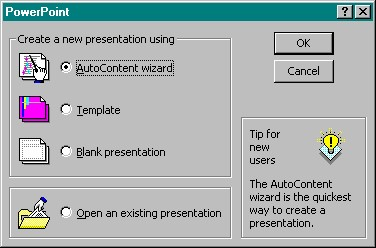 PowerPoint
Create a new presentation using
AutoContent wizard
Template
Blank presentation
Open an existing presentation
OK
Cancel
Tip for
new
users
The AutoContent
wizard is the quickest
way to create a
presentation.